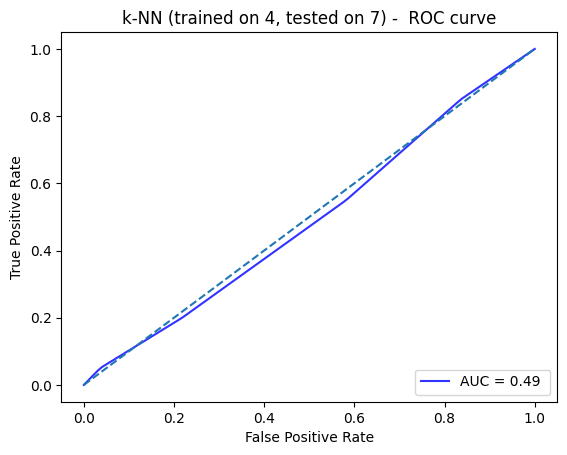 k-NN (trained on 4, tested on 7) -  ROC curve
1.0
0.8
0.6
0.4
0.2
0.0
True Positive Rate
0.0 0.2 0.4 0.6 0.8 1.0
False Positive Rate
AUC = 0.49